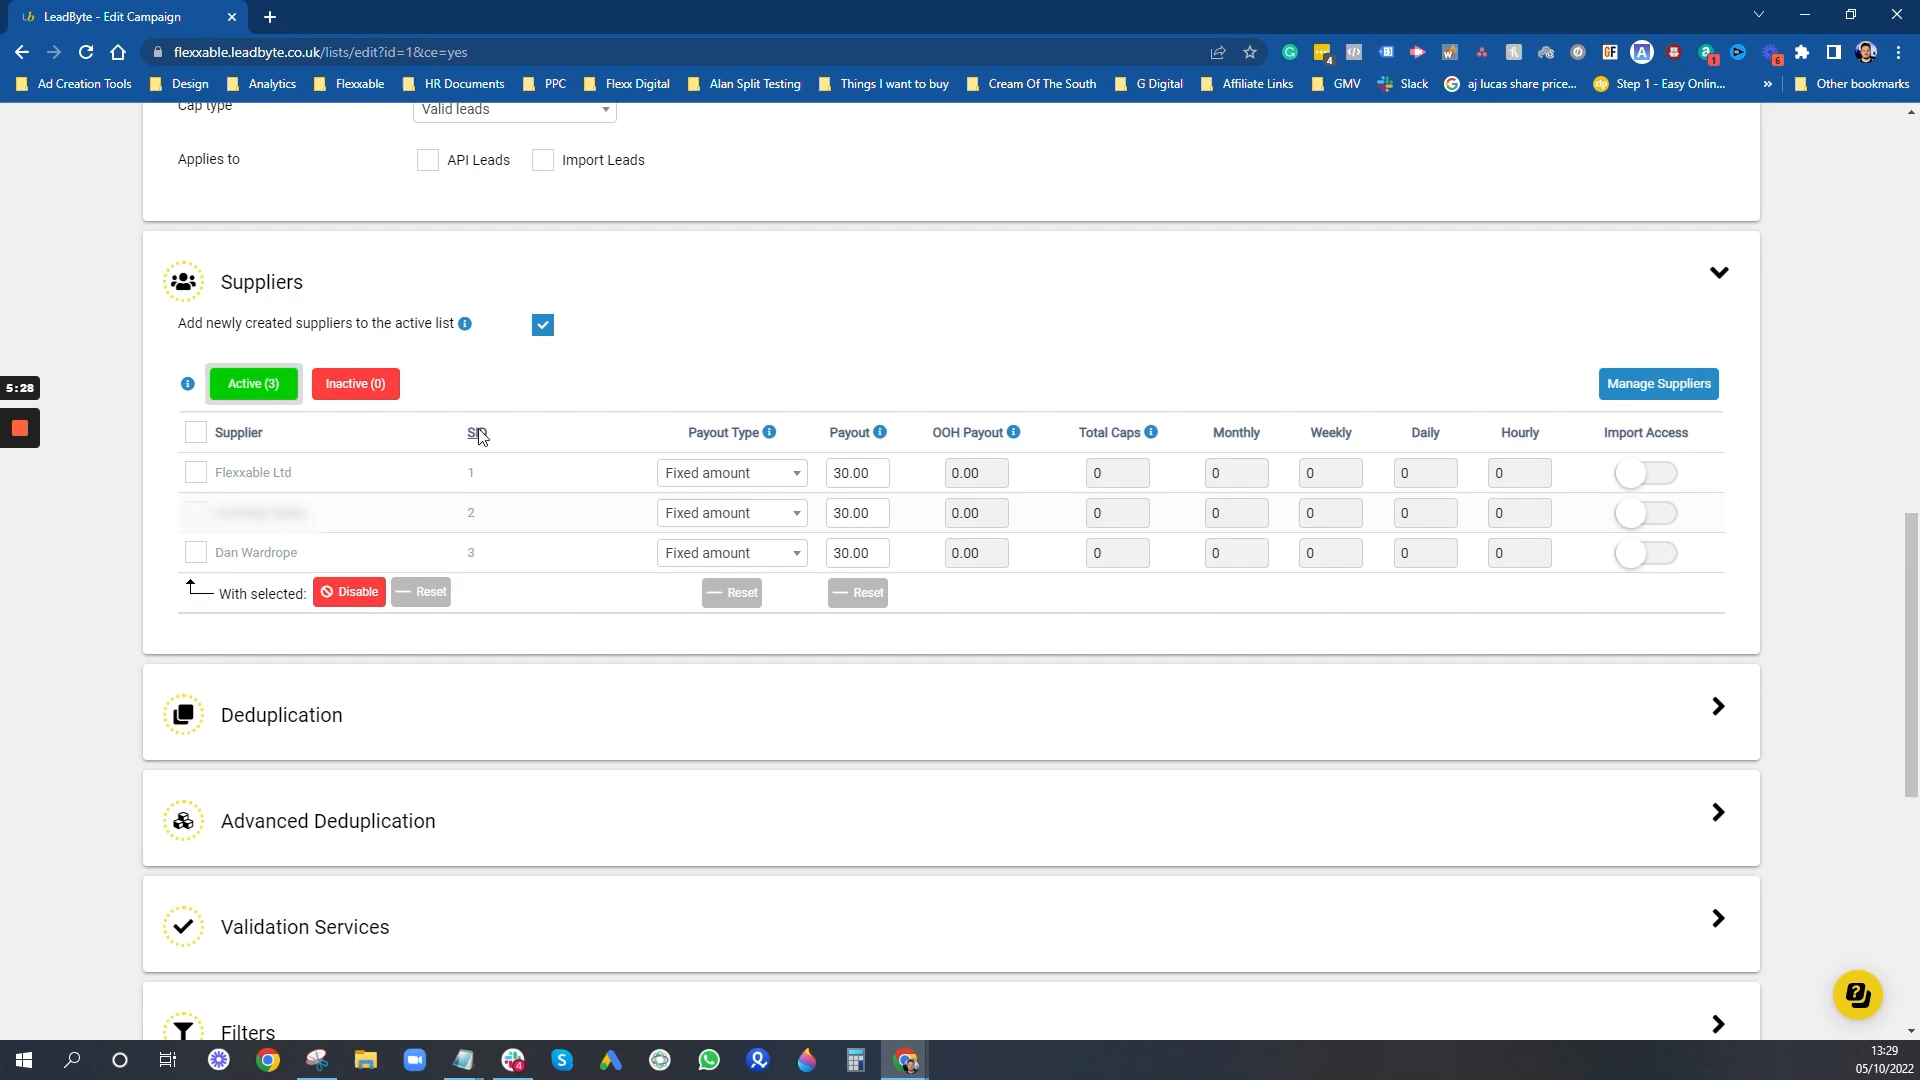 LeadByte - Edit Campaign
flexxable.leadbyte.co.uk/lists/edit?id=1&ce=yes
Ad Creation Tools Design Analytics Flexxable HR Documents PPC Flexx Digital Alan Split Testing Things I want to buy Cream Of The South G Digital Affiliate Links GMV Slack aj lucas share price... Step 1 - Easy Onlin... » Other bookmarks
Cap type Valid leads
Applies to API Leads Import Leads
Suppliers
Add newly created suppliers to the active list
5:28
Active (3) Inactive (0) Manage Suppliers
Supplier SID Payout Type Payout OOH Payout Total Caps Monthly Weekly Daily Hourly Import Access
Flexxable Ltd 1 Fixed amount 30.00 0.00 0 0 0 0 0
2 Fixed amount 30.00 0.00 0 0 0 0 0
Dan Wardrope 3 Fixed amount 30.00 0.00 0 0 0 0 0
With selected: Disable Reset Reset Reset
Deduplication
Advanced Deduplication
Validation Services
Filters
13:29
05/10/2022